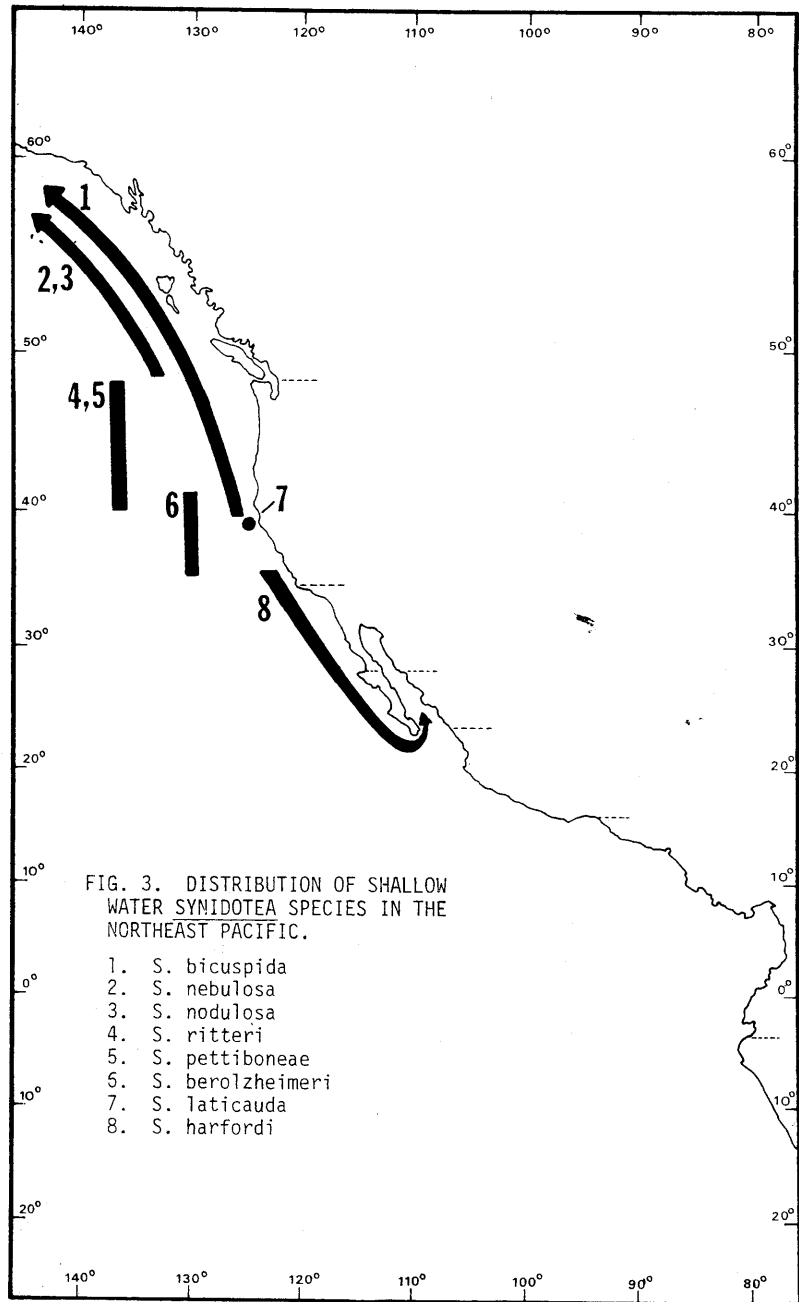 140° 130° 120° 110° 100° 90° 80°
60° 60°
1
2,3
50° 50°
4,5
6 7
40° 40°
8
30° 30°
20° 20°
10° 10°
FIG. 3. DISTRIBUTION OF SHALLOW
WATER SYNIDOTEA SPECIES IN THE
NORTHEAST PACIFIC.
1. S. bicuspida
0° 0°
2. S. nebulosa
3. S. nodulosa
4. S. ritteri
5. S. pettiboneae
6. S. berolzheimeri
10° 10°
7. S. laticauda
8. S. harfordi
20° 20°
140° 130° 120° 110° 100° 90° 80°